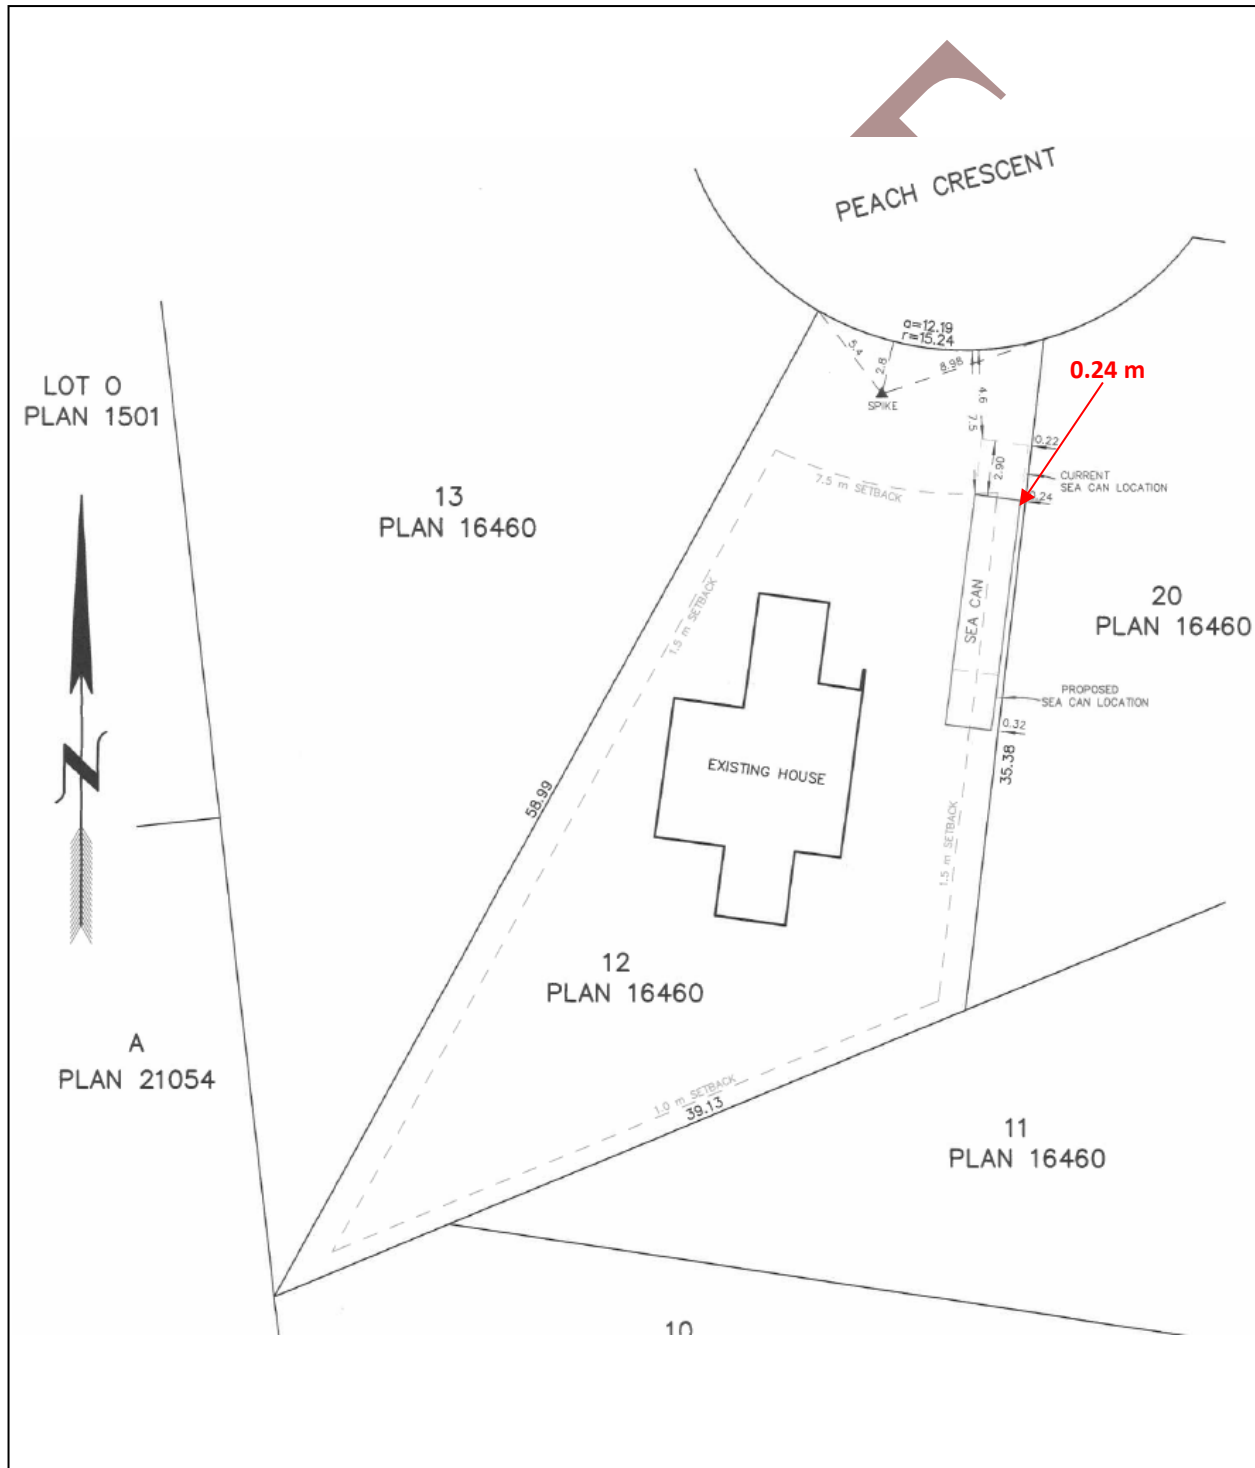 PEACH CRESCENT
a=12.19
r=15.24
5.4
2.8
8.98
SPIKE
0.24 m
4.6
7.5
2.90
0.22
CURRENT
SEA CAN LOCATION
0.24
LOT O
PLAN 1501
13
PLAN 16460
7.5 m SETBACK
1.5 m SETBACK
SEA CAN
20
PLAN 16460
PROPOSED
SEA CAN LOCATION
0.32
35.38
EXISTING HOUSE
58.99
1.5 m SETBACK
N
12
PLAN 16460
A
PLAN 21054
1.0 m SETBACK
39.13
11
PLAN 16460
10